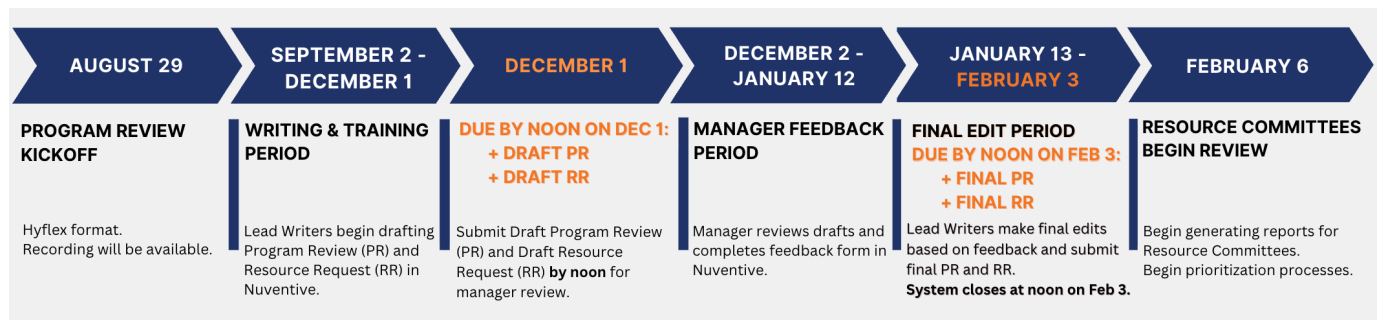 AUGUST 29
SEPTEMBER 2 -
DECEMBER 1
DECEMBER 1
DECEMBER 2 -
JANUARY 12
JANUARY 13 -
FEBRUARY 3
FEBRUARY 6
PROGRAM REVIEW
KICKOFF
Hyflex format.
Recording will be available.
WRITING & TRAINING
PERIOD
Lead Writers begin drafting
Program Review (PR) and
Resource Request (RR) in
Nuventive.
DUE BY NOON ON DEC 1:
+ DRAFT PR
+ DRAFT RR
Submit Draft Program Review
(PR) and Draft Resource
Request (RR) by noon for
manager review.
MANAGER FEEDBACK
PERIOD
Manager reviews drafts and
completes feedback form in
Nuventive.
FINAL EDIT PERIOD
DUE BY NOON ON FEB 3:
+ FINAL PR
+ FINAL RR
Lead Writers make final edits
based on feedback and submit
final PR and RR.
System closes at noon on Feb 3.
RESOURCE COMMITTEES
BEGIN REVIEW
Begin generating reports for
Resource Committees.
Begin prioritization processes.